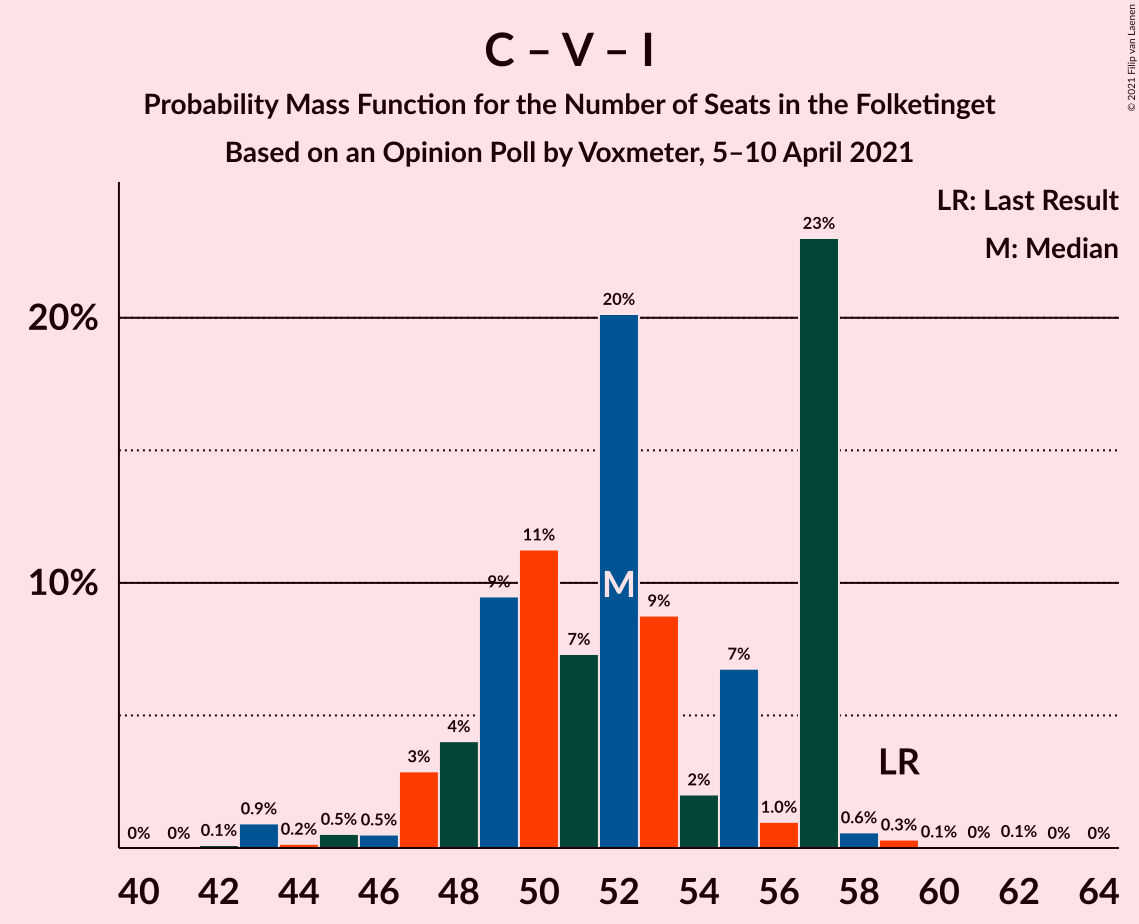 C – V – I
Probability Mass Function for the Number of Seats in the Folketinget
Based on an Opinion Poll by Voxmeter, 5–10 April 2021
© 2021 Filip van Laenen
LR: Last Result
M: Median
20%
10%
0% 0% 0.1% 0.9% 0.2% 0.5% 0.5% 3% 4% 9% 11% 7% 20% 9% 2% 7% 1.0% 23% 0.6% 0.3% 0.1% 0% 0.1% 0% 0%
M
LR
40 42 44 46 48 50 52 54 56 58 60 62 64